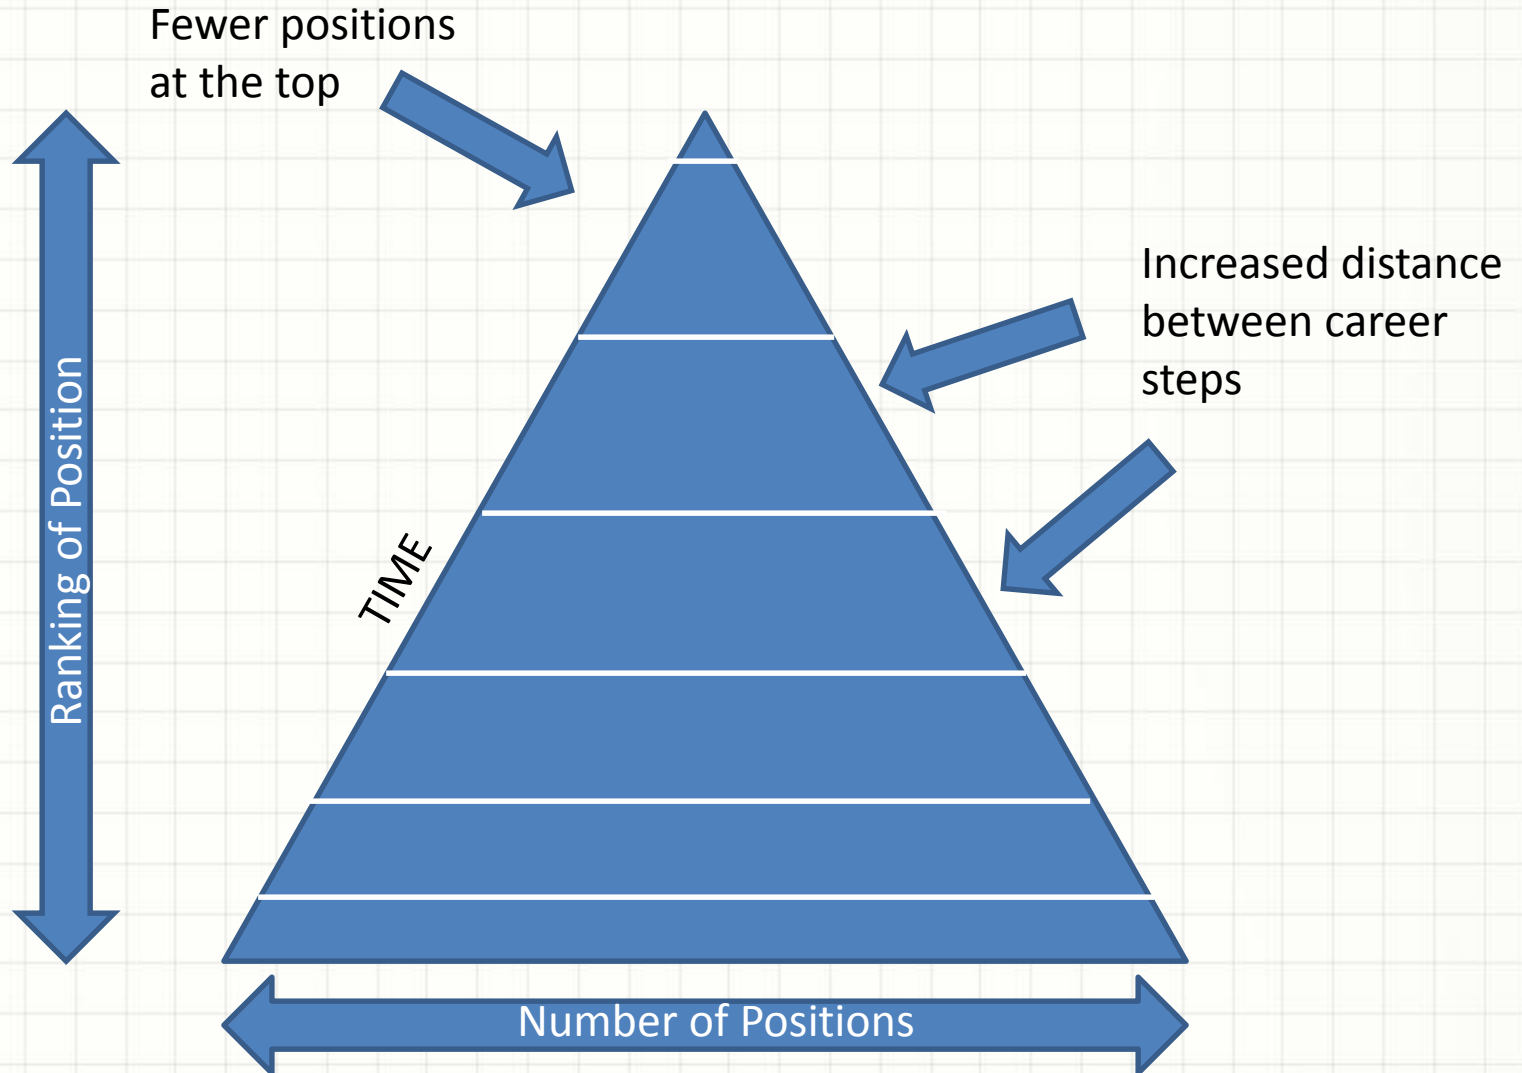 Fewer positions
at the top
Increased distance
between career
steps
Ranking of Position
TIME
Number of Positions